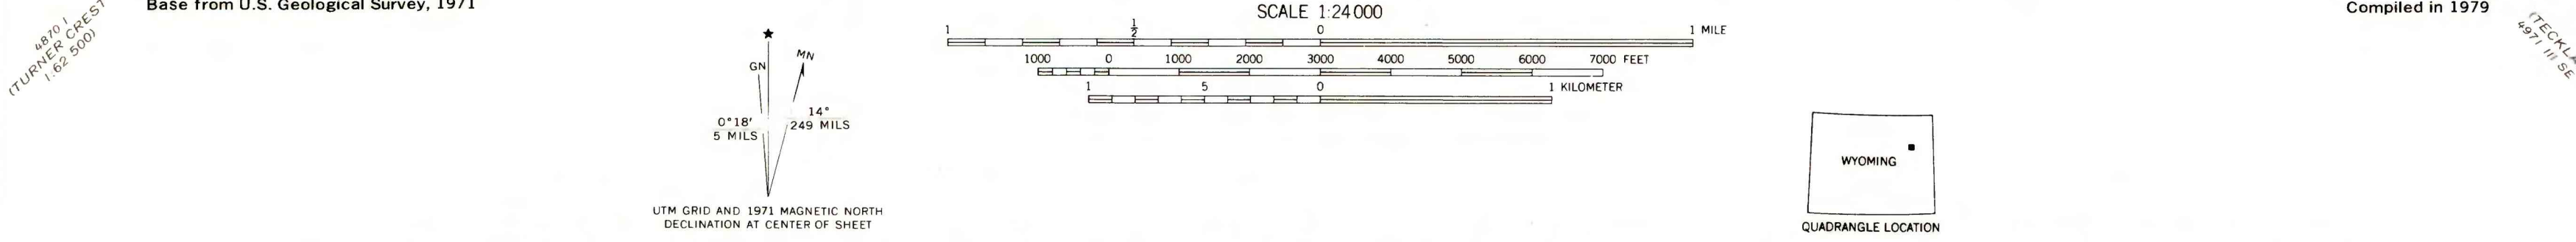 Base from U.S. Geological Survey, 1971
SCALE 1:24 000
Compiled in 1979
4870 I
(TURNER CREST
1:62 500)
(TECKLA
4971 III SE
1 ½ 0 1 MILE
1000 0 1000 2000 3000 4000 5000 6000 7000 FEET
1 5 0 1 KILOMETER
★
GN
MN
0°18'
5 MILS
14°
249 MILS
UTM GRID AND 1971 MAGNETIC NORTH
DECLINATION AT CENTER OF SHEET
WYOMING
QUADRANGLE LOCATION